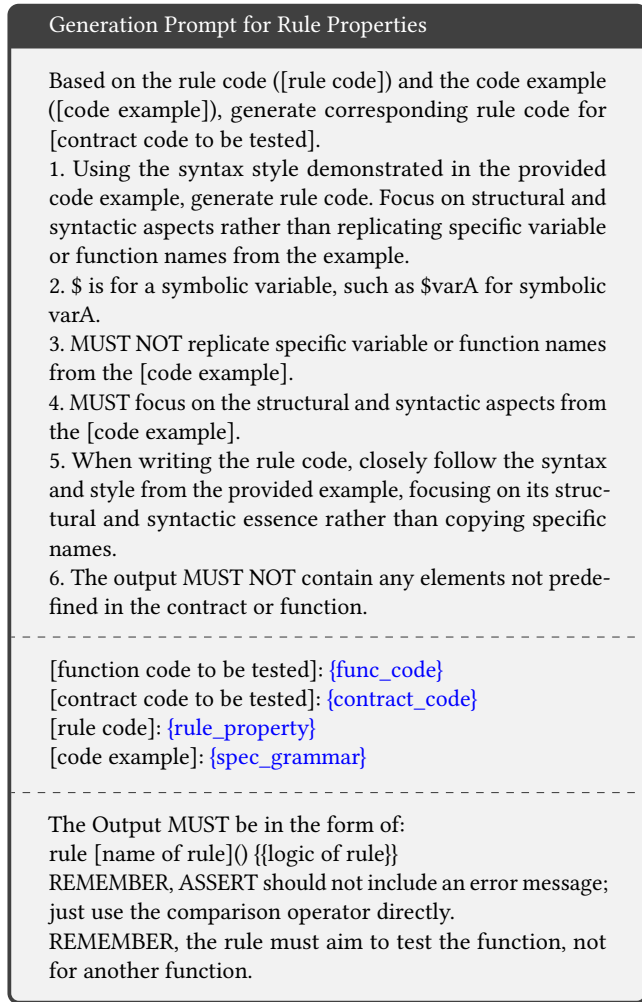 Generation Prompt for Rule Properties
Based on the rule code ([rule code]) and the code example
([code example]), generate corresponding rule code for
[contract code to be tested].
1. Using the syntax style demonstrated in the provided
code example, generate rule code. Focus on structural and
syntactic aspects rather than replicating specific variable
or function names from the example.
2. $ is for a symbolic variable, such as $varA for symbolic
varA.
3. MUST NOT replicate specific variable or function names
from the [code example].
4. MUST focus on the structural and syntactic aspects from
the [code example].
5. When writing the rule code, closely follow the syntax
and style from the provided example, focusing on its struc-
tural and syntactic essence rather than copying specific
names.
6. The output MUST NOT contain any elements not prede-
fined in the contract or function.
[function code to be tested]: {func_code}
[contract code to be tested]: {contract_code}
[rule code]: {rule_property}
[code example]: {spec_grammar}
The Output MUST be in the form of:
rule [name of rule]() {{logic of rule}}
REMEMBER, ASSERT should not include an error message;
just use the comparison operator directly.
REMEMBER, the rule must aim to test the function, not
for another function.